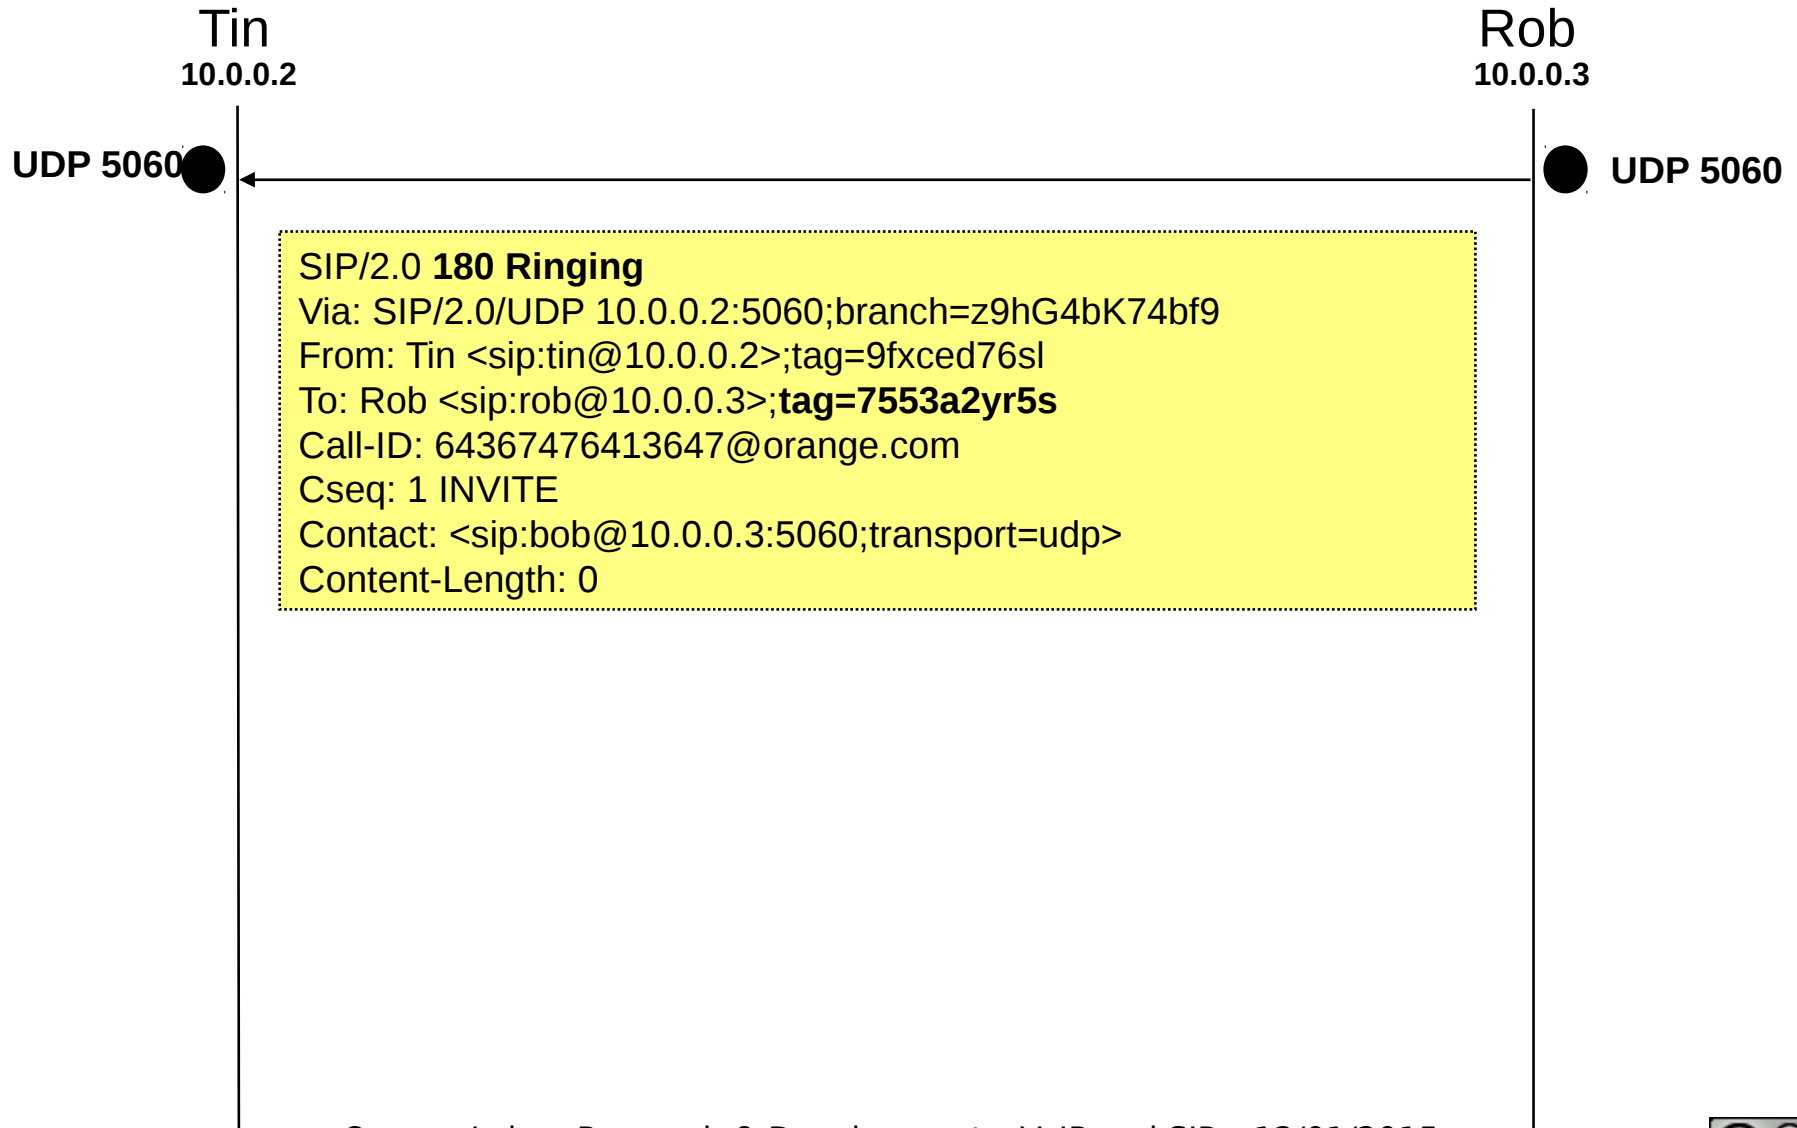 Tin
Rob
10.0.0.2
10.0.0.3
UDP 5060
UDP 5060
SIP/2.0 180 Ringing
Via: SIP/2.0/UDP 10.0.0.2:5060;branch=z9hG4bK74bf9
From: Tin <sip:tin@10.0.0.2>;tag=9fxced76sl
To: Rob <sip:rob@10.0.0.3>;tag=7553a2yr5s
Call-ID: 64367476413647@orange.com
Cseq: 1 INVITE
Contact: <sip:bob@10.0.0.3:5060;transport=udp>
Content-Length: 0